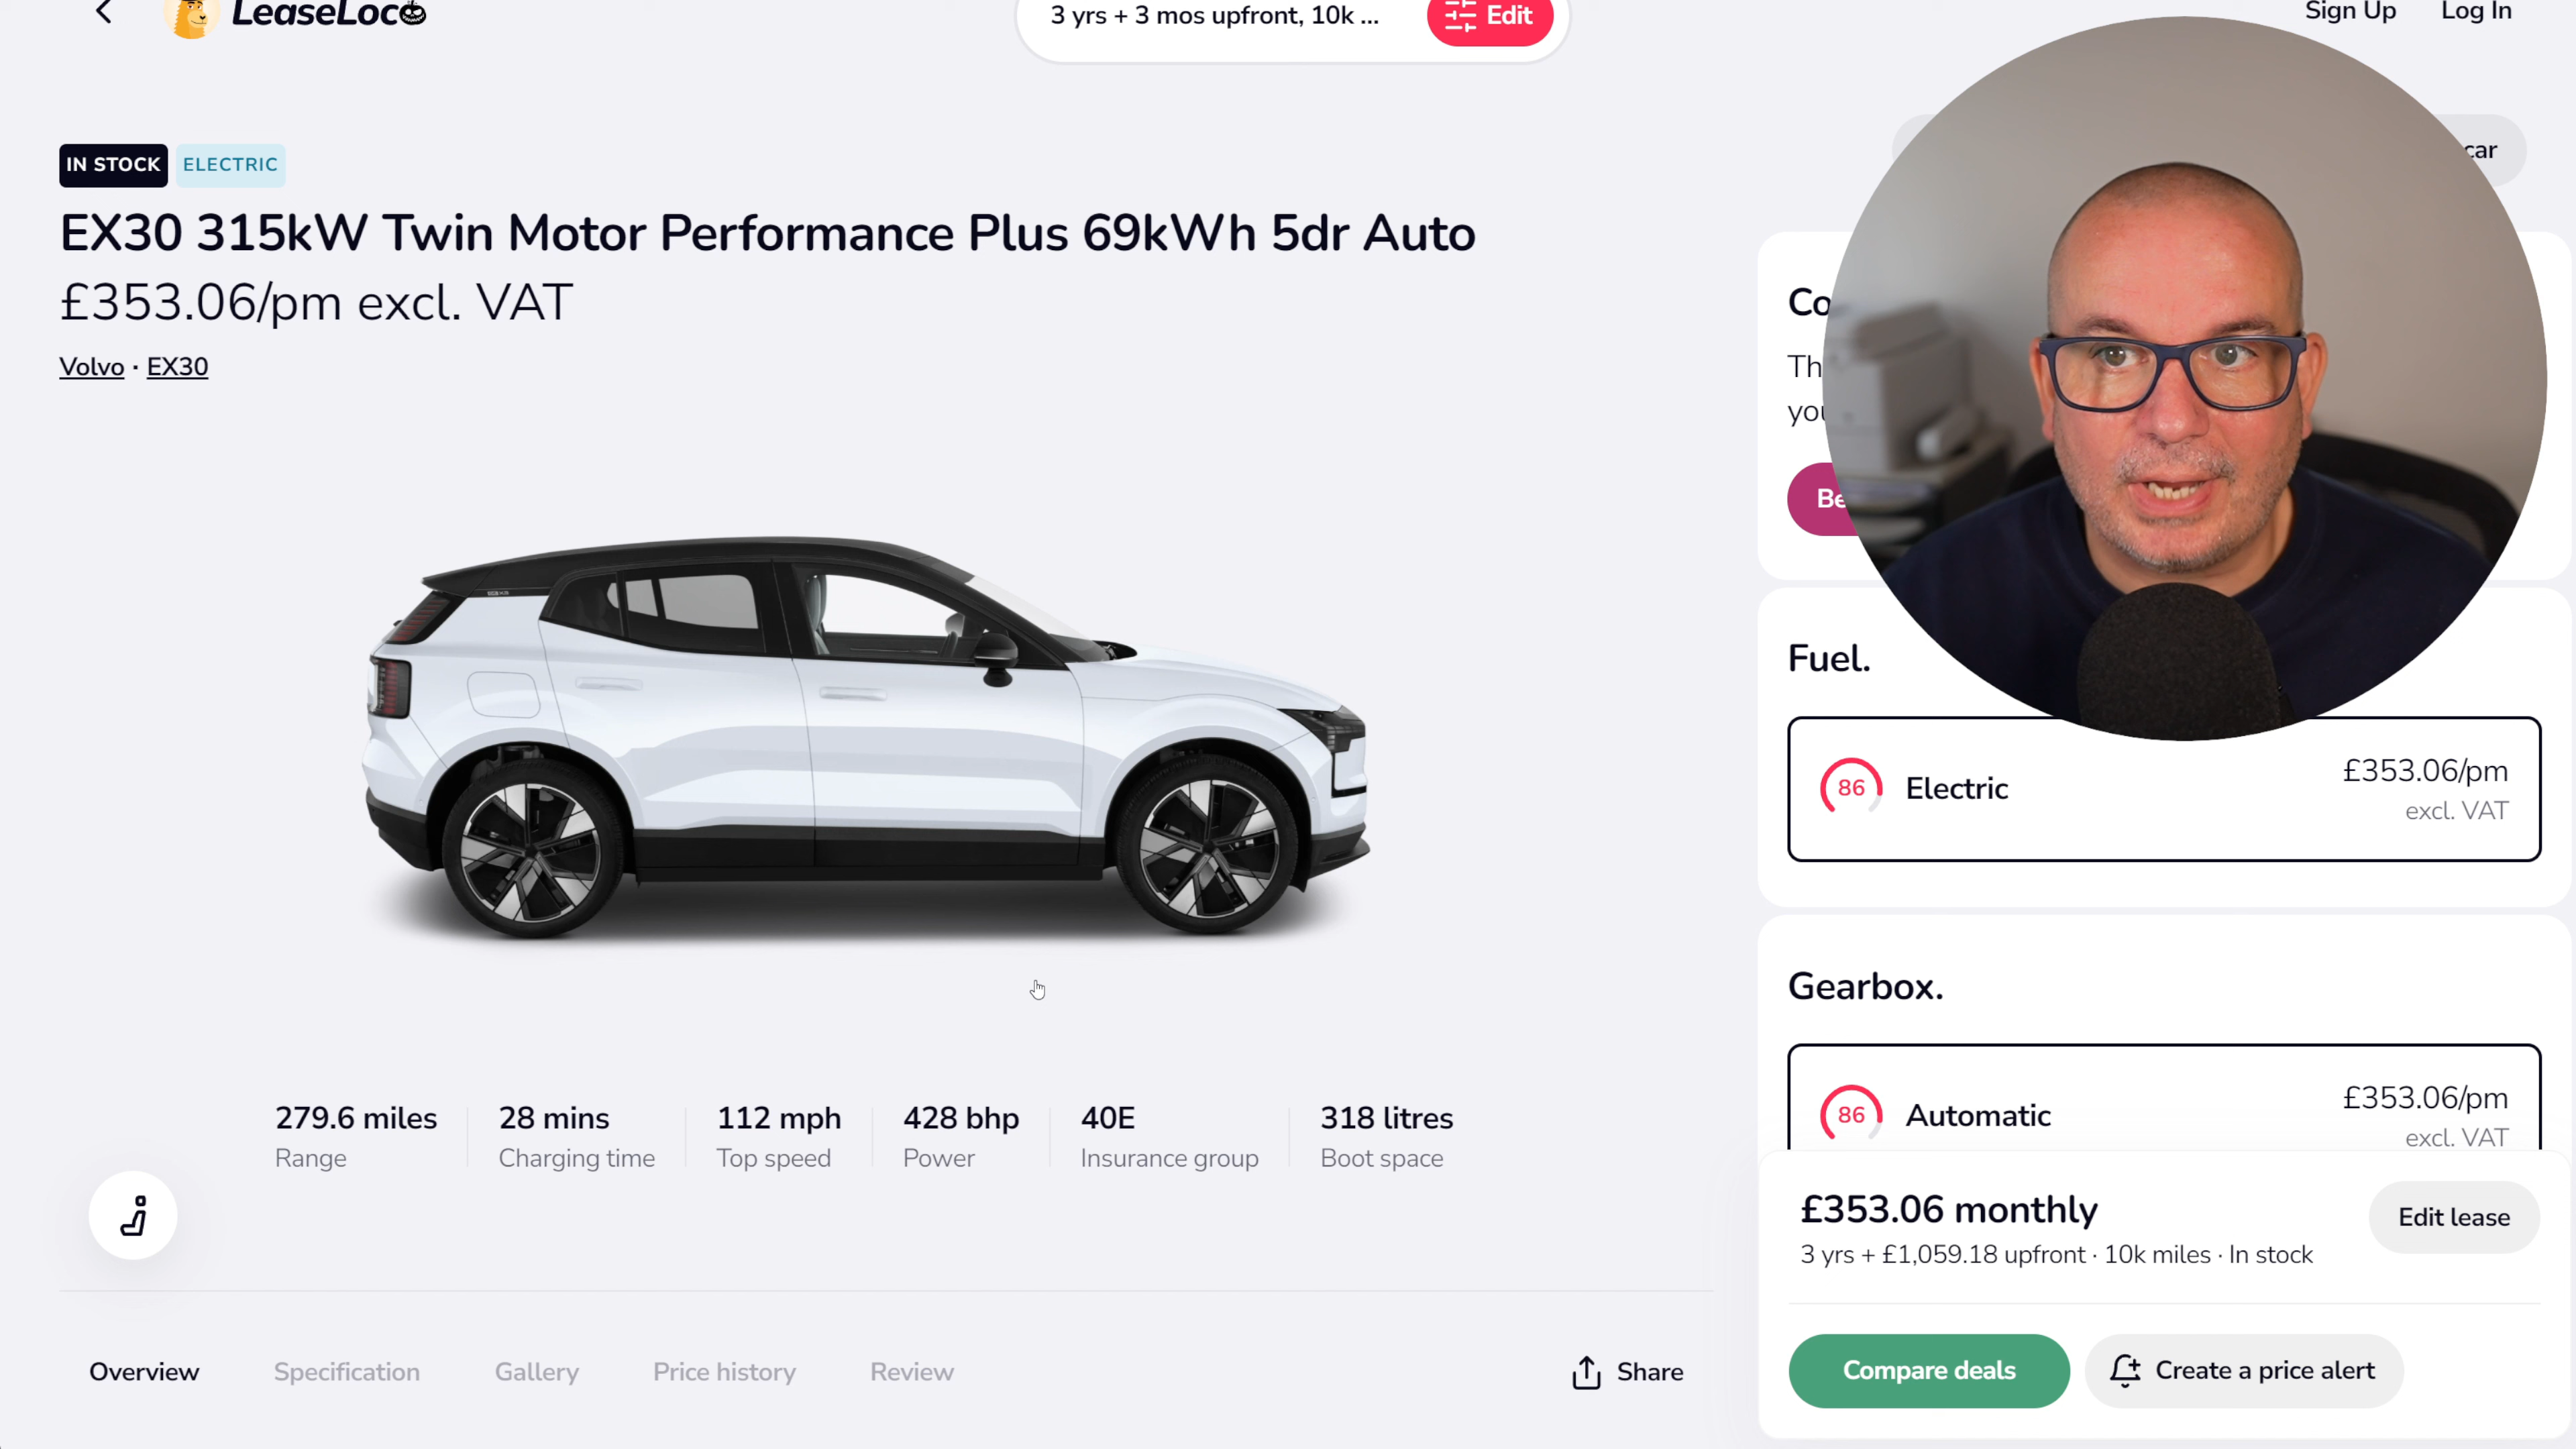 LeaseLoco
3 yrs + 3 mos upfront, 10k ...
Edit
Sign Up
Log In
IN STOCK
ELECTRIC
car
EX30 315kW Twin Motor Performance Plus 69kWh 5dr Auto
£353.06/pm excl. VAT
Volvo · EX30
Fuel.
86
Electric
£353.06/pm
excl. VAT
Gearbox.
86
Automatic
£353.06/pm
excl. VAT
279.6 miles
Range
28 mins
Charging time
112 mph
Top speed
428 bhp
Power
40E
Insurance group
318 litres
Boot space
£353.06 monthly
3 yrs + £1,059.18 upfront · 10k miles · In stock
Edit lease
Overview
Specification
Gallery
Price history
Review
Share
Compare deals
Create a price alert